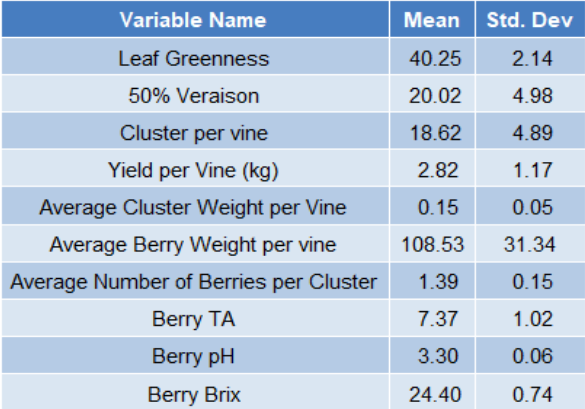 Variable Name Mean Std. Dev
Leaf Greenness 40.25 2.14
50% Veraison 20.02 4.98
Cluster per vine 18.62 4.89
Yield per Vine (kg) 2.82 1.17
Average Cluster Weight per Vine 0.15 0.05
Average Berry Weight per vine 108.53 31.34
Average Number of Berries per Cluster 1.39 0.15
Berry TA 7.37 1.02
Berry pH 3.30 0.06
Berry Brix 24.40 0.74